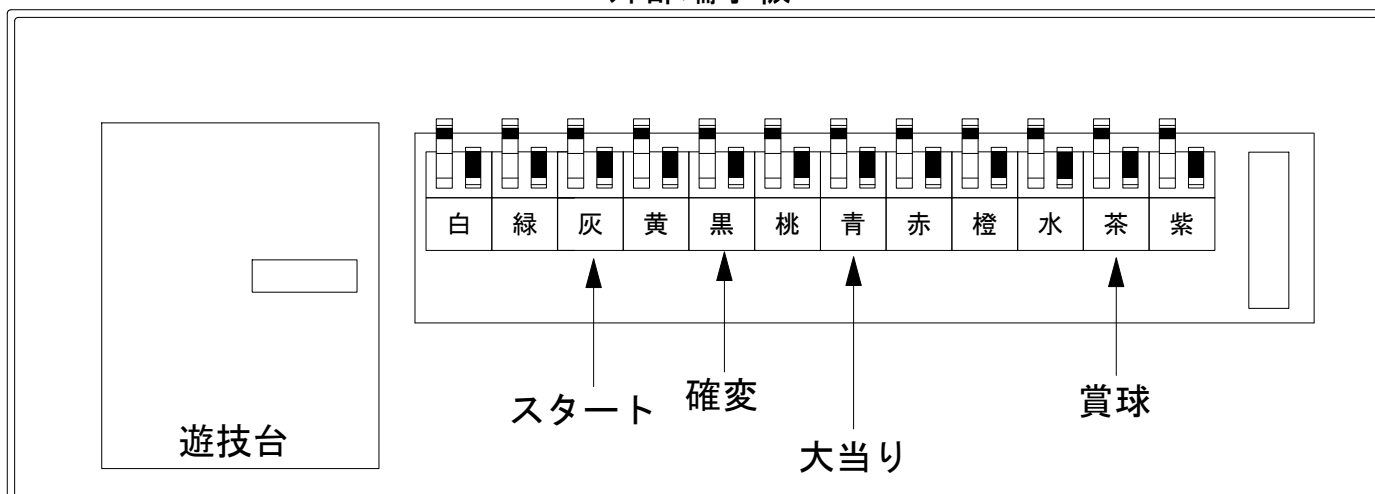 白 緑 灰 黄 黒 桃 青 赤 橙 水 茶 紫
スタート
確変
大当り
賞球
遊技台